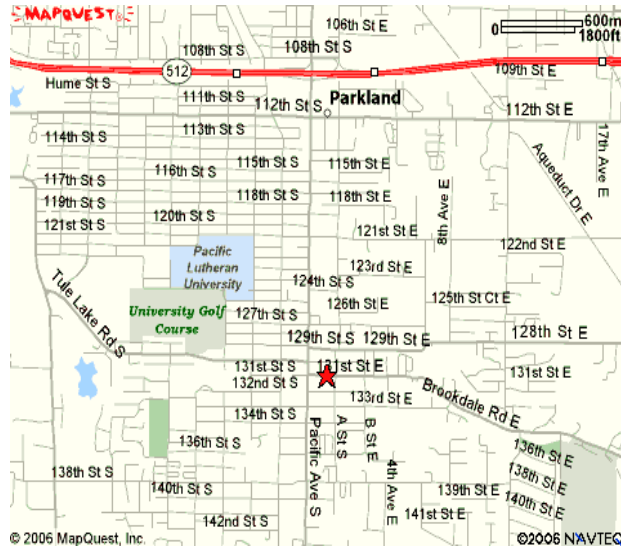 MAPQUEST
600m
0
1800ft
106th St E
108th St S
108th St S
512
109th St E
Hume St S
111th St S
Parkland
112th St S
112th St E
113th St S
114th St S
17th Ave E
115th St S
115th St E
Aqueduct Dr E
116th St S
117th St S
118th St S
118th St E
8th Ave E
119th St S
120th St S
121st St S
121st St E
122nd St E
Pacific
Lutheran
University
123rd St E
124th St S
125th St Ct E
126th St E
University Golf
Course
127th St S
Tule Lake Rd S
128th St E
129th St S
129th St E
131st St S
131st St E
131st St E
132nd St S
133rd St E
Brookdale Rd E
134th St S
Pacific Ave S
A St S
B St E
4th Ave E
136th St S
136th St E
138th St S
138th St E
140th St S
139th St E
140th St E
142nd St S
141st St E
© 2006 MapQuest, Inc.
©2006 NAVTEQ